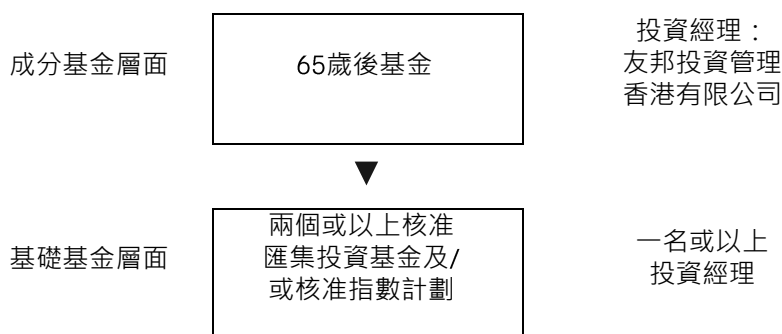 成分基金層面
65歲後基金
投資經理：
友邦投資管理
香港有限公司
▼
基礎基金層面
兩個或以上核准
匯集投資基金及/
或核准指數計劃
一名或以上
投資經理